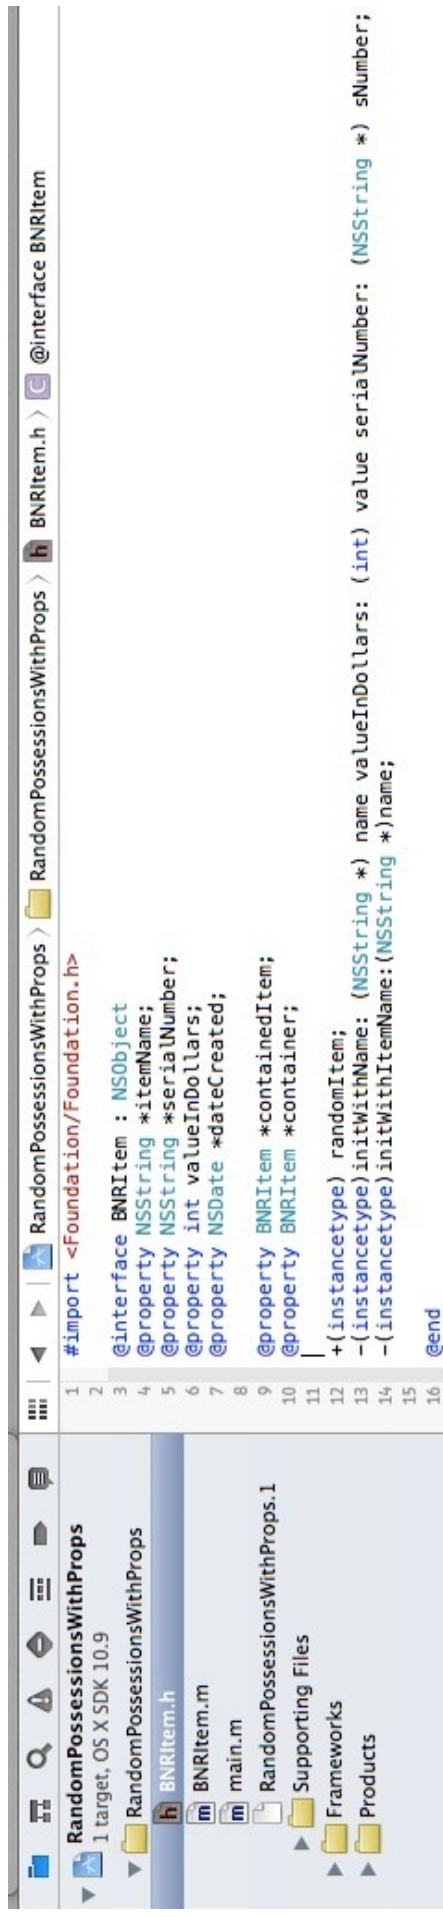 RandomPossessionsWithProps
1 target, OS X SDK 10.9
RandomPossessionsWithProps
h BNRItem.h
m BNRItem.m
m main.m
RandomPossessionsWithProps.1
Supporting Files
Frameworks
Products
RandomPossessionsWithProps > RandomPossessionsWithProps > h BNRItem.h > C @interface BNRItem
1 #import <Foundation/Foundation.h>
2
3 @interface BNRItem : NSObject
4 @property NSString *itemName;
5 @property NSString *serialNumber;
6 @property int valueInDollars;
7 @property NSDate *dateCreated;
8
9 @property BNRItem *containedItem;
10 @property BNRItem *container;
11
12 +(instancetype) randomItem;
13 -(instancetype)initWithName: (NSString *) name valueInDollars: (int) value serialNumber: (NSString *) sNumber;
14 -(instancetype)initWithItemName:(NSString *)name;
15
16 @end